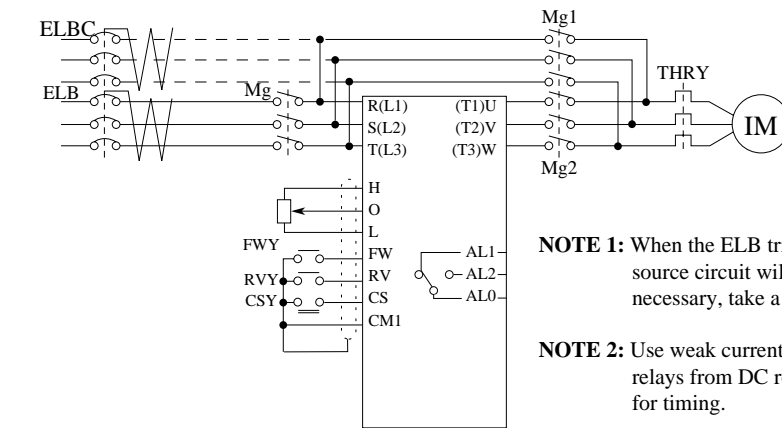 Mg1
ELBC
THRY
ELB
Mg
R(L1)
(T1)U
S(L2)
(T2)V
IM
T(L3)
(T3)W
Mg2
H
O
L
FWY
FW
AL1
RVY
RV
AL2
CSY
CS
AL0
CM1
NOTE 1: When the ELB tri
source circuit wil
necessary, take a
NOTE 2: Use weak current
relays from DC r
for timing.